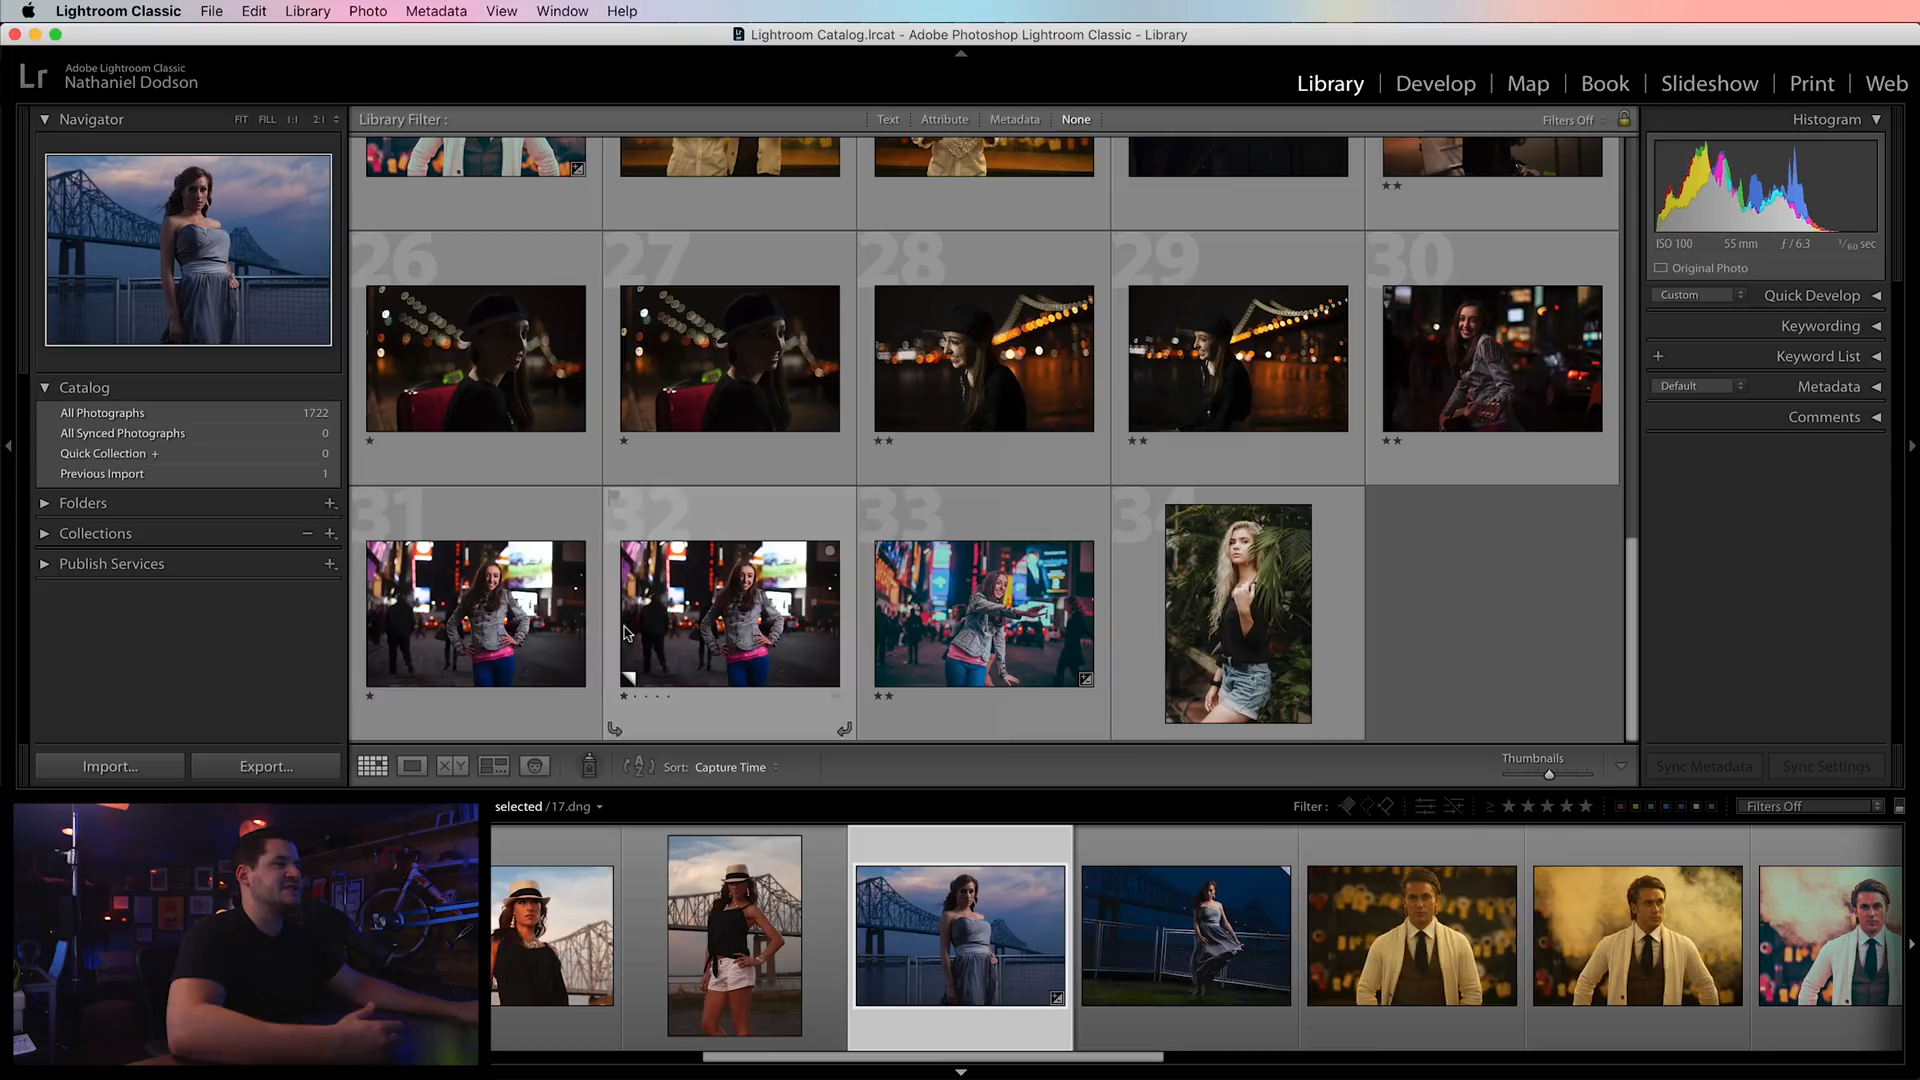 Lightroom Classic File Edit Library Photo Metadata View Window Help
Lightroom Catalog.lrcat - Adobe Photoshop Lightroom Classic - Library
Lr
Adobe Lightroom Classic
Nathaniel Dodson
Library | Develop | Map | Book | Slideshow | Print | Web
Navigator FIT FILL 1:1 2:1
Library Filter : Text Attribute Metadata None Filters Off
Histogram
ISO 100 55 mm ƒ / 6.3 1/60 sec
Original Photo
Custom Quick Develop
Keywording
Keyword List
Default Metadata
Comments
Catalog
All Photographs 1722
All Synced Photographs 0
Quick Collection + 0
Previous Import 1
Folders
Collections
Publish Services
26 27 28 29 30
31 32 33 34
Import... Export...
XY
Sort: Capture Time
Thumbnails
Sync Metadata Sync Settings
selected / 17.dng
Filter : ≥ Filters Off